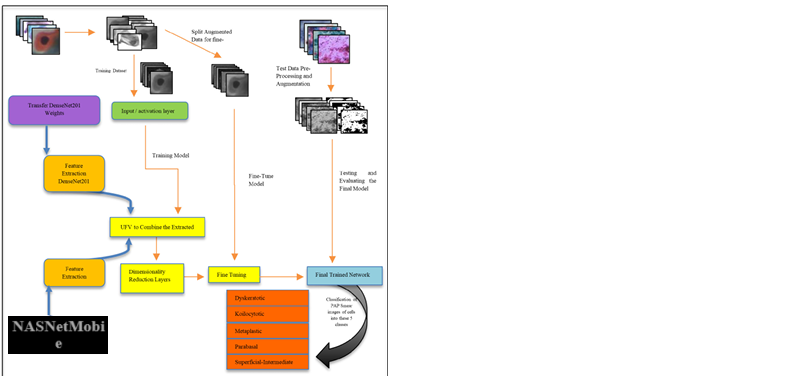 Split Augmented
Data for fine-
Training Dataset
Test Data Pre-
Processing and
Augmentation
Transfer DenseNet201
Weights
Input / activation layer
Training Model
Feature
Extraction
DenseNet201
Fine-Tune
Model
Testing and
Evaluating the
Final Model
UFV to Combine the Extracted
Feature
Extraction
Dimensionality
Reduction Layers
Fine Tuning
Final Trained Network
NASNetMobi
e
Dyskeratotic
Koilocytotic
Metaplastic
Parabasal
Superficial-Intermediate
Classification of
PAP Smear
images of cells
into these 5
classes